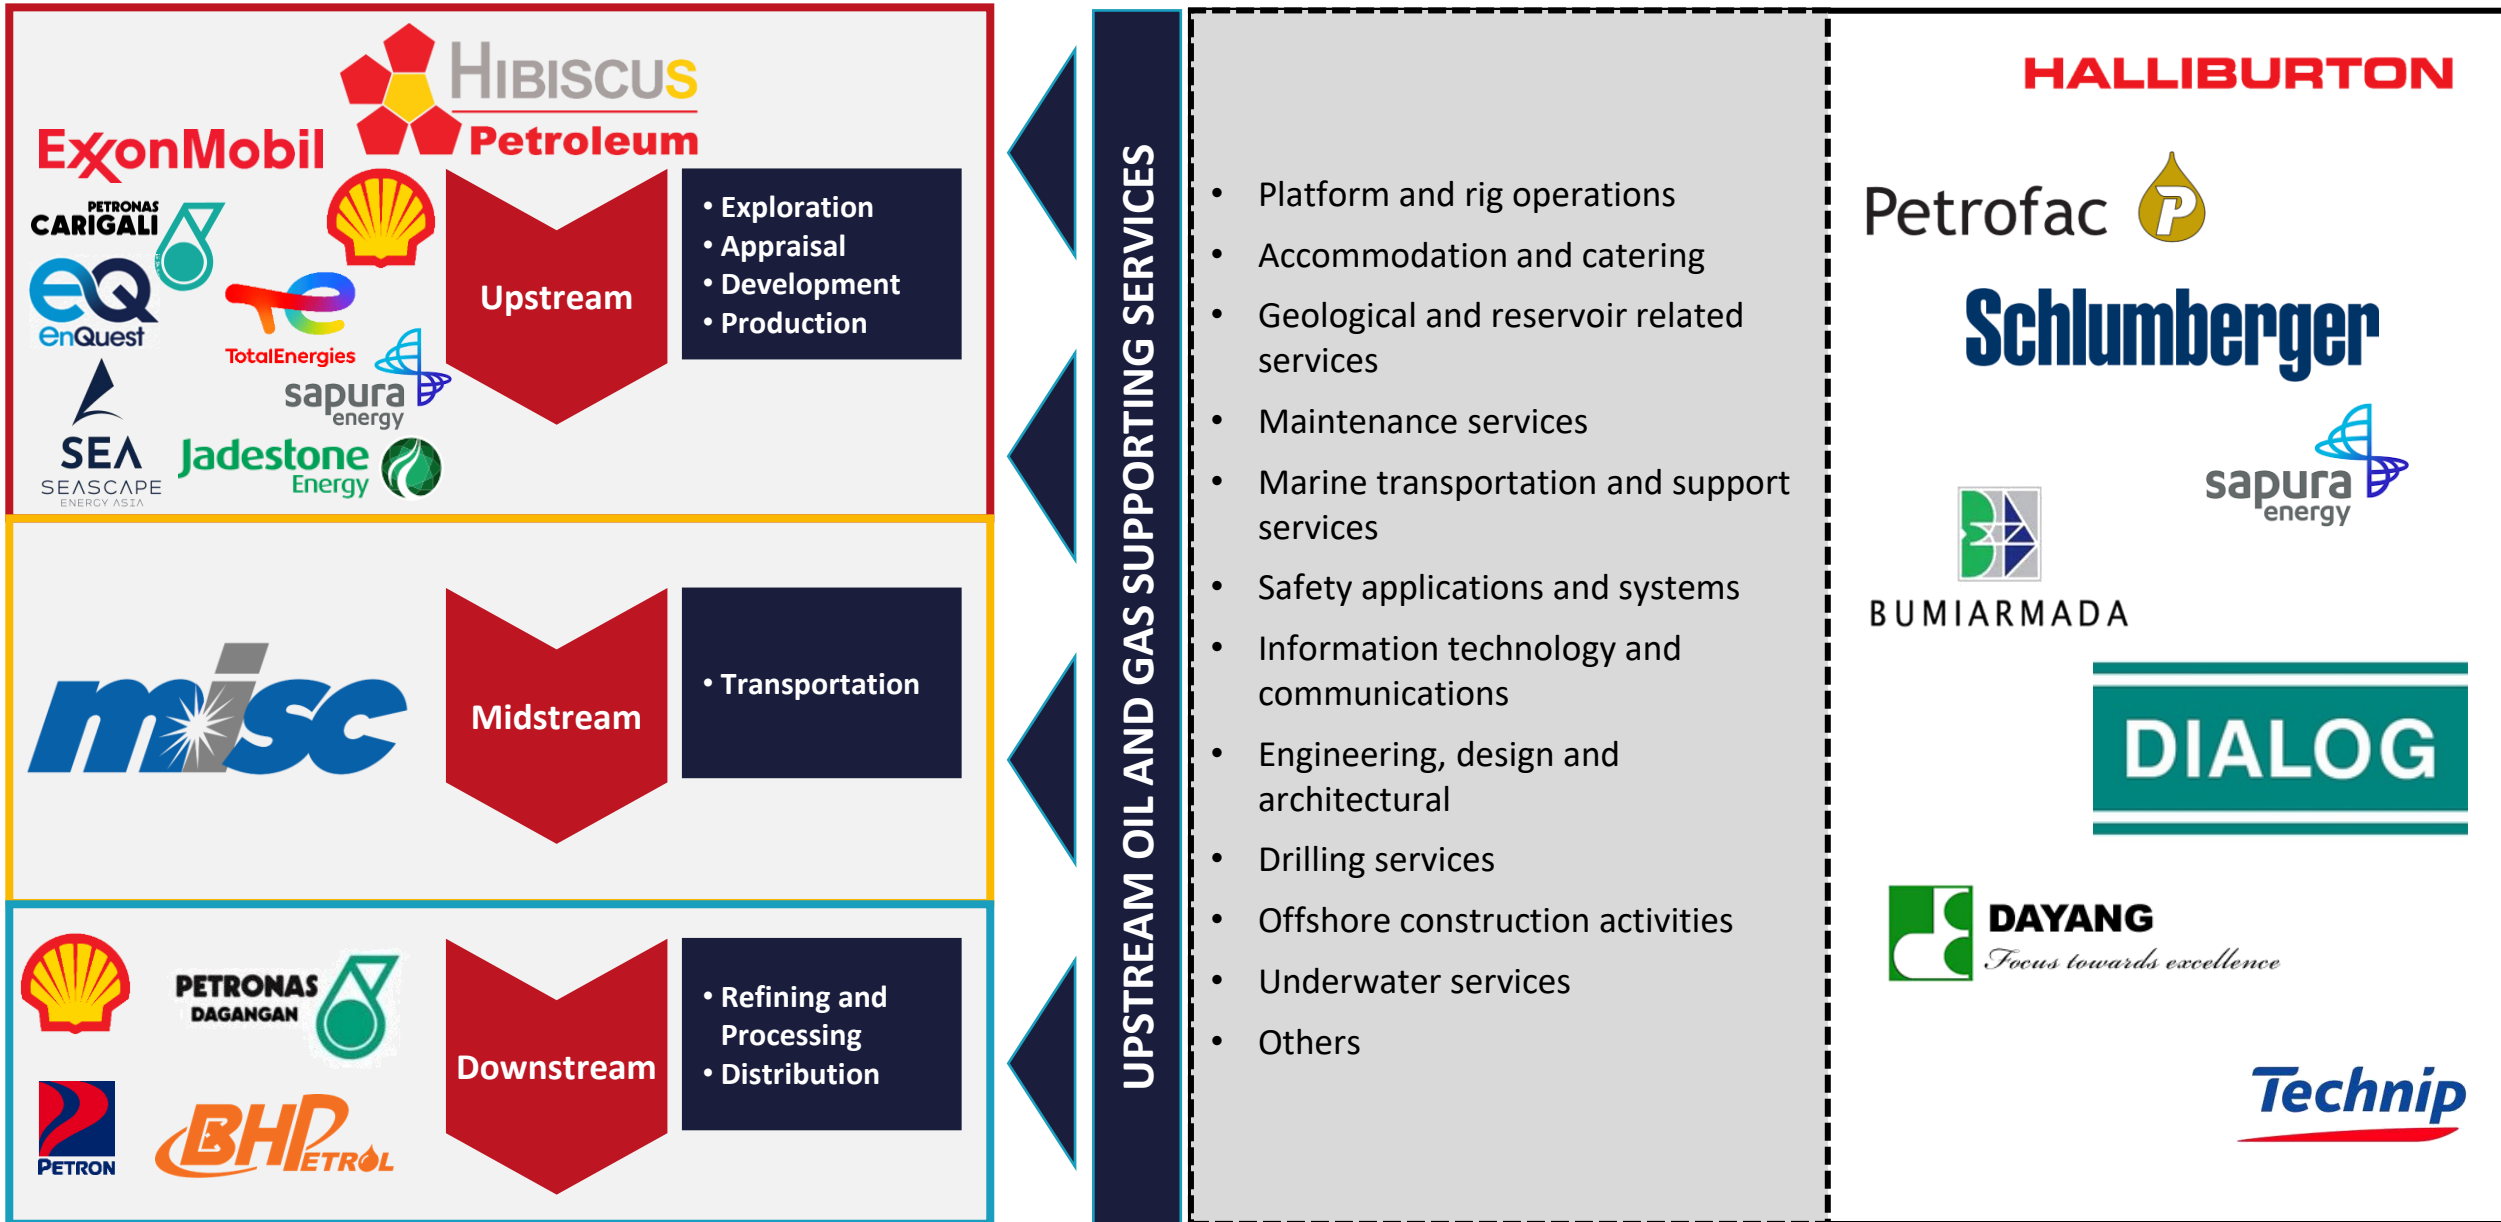 HIBISCUS
Petroleum
ExxonMobil
PETRONAS
CARIGALI
eQ
EnQuest
TotalEnergies
sapura
energy
SEA
SEASCAPE
ENERGY ASIA
Jadestone
Energy
Upstream
• Exploration
• Appraisal
• Development
• Production
misc
Midstream
• Transportation
PETRONAS
DAGANGAN
PETRON
BHPETROL
Downstream
• Refining and
Processing
• Distribution
UPSTREAM OIL AND GAS SUPPORTING SERVICES
• Platform and rig operations
• Accommodation and catering
• Geological and reservoir related
services
• Maintenance services
• Marine transportation and support
services
• Safety applications and systems
• Information technology and
communications
• Engineering, design and
architectural
• Drilling services
• Offshore construction activities
• Underwater services
• Others
HALLIBURTON
Petrofac
P
Schlumberger
sapura
energy
BUMIARMADA
DIALOG
DAYANG
Focus towards excellence
Technip